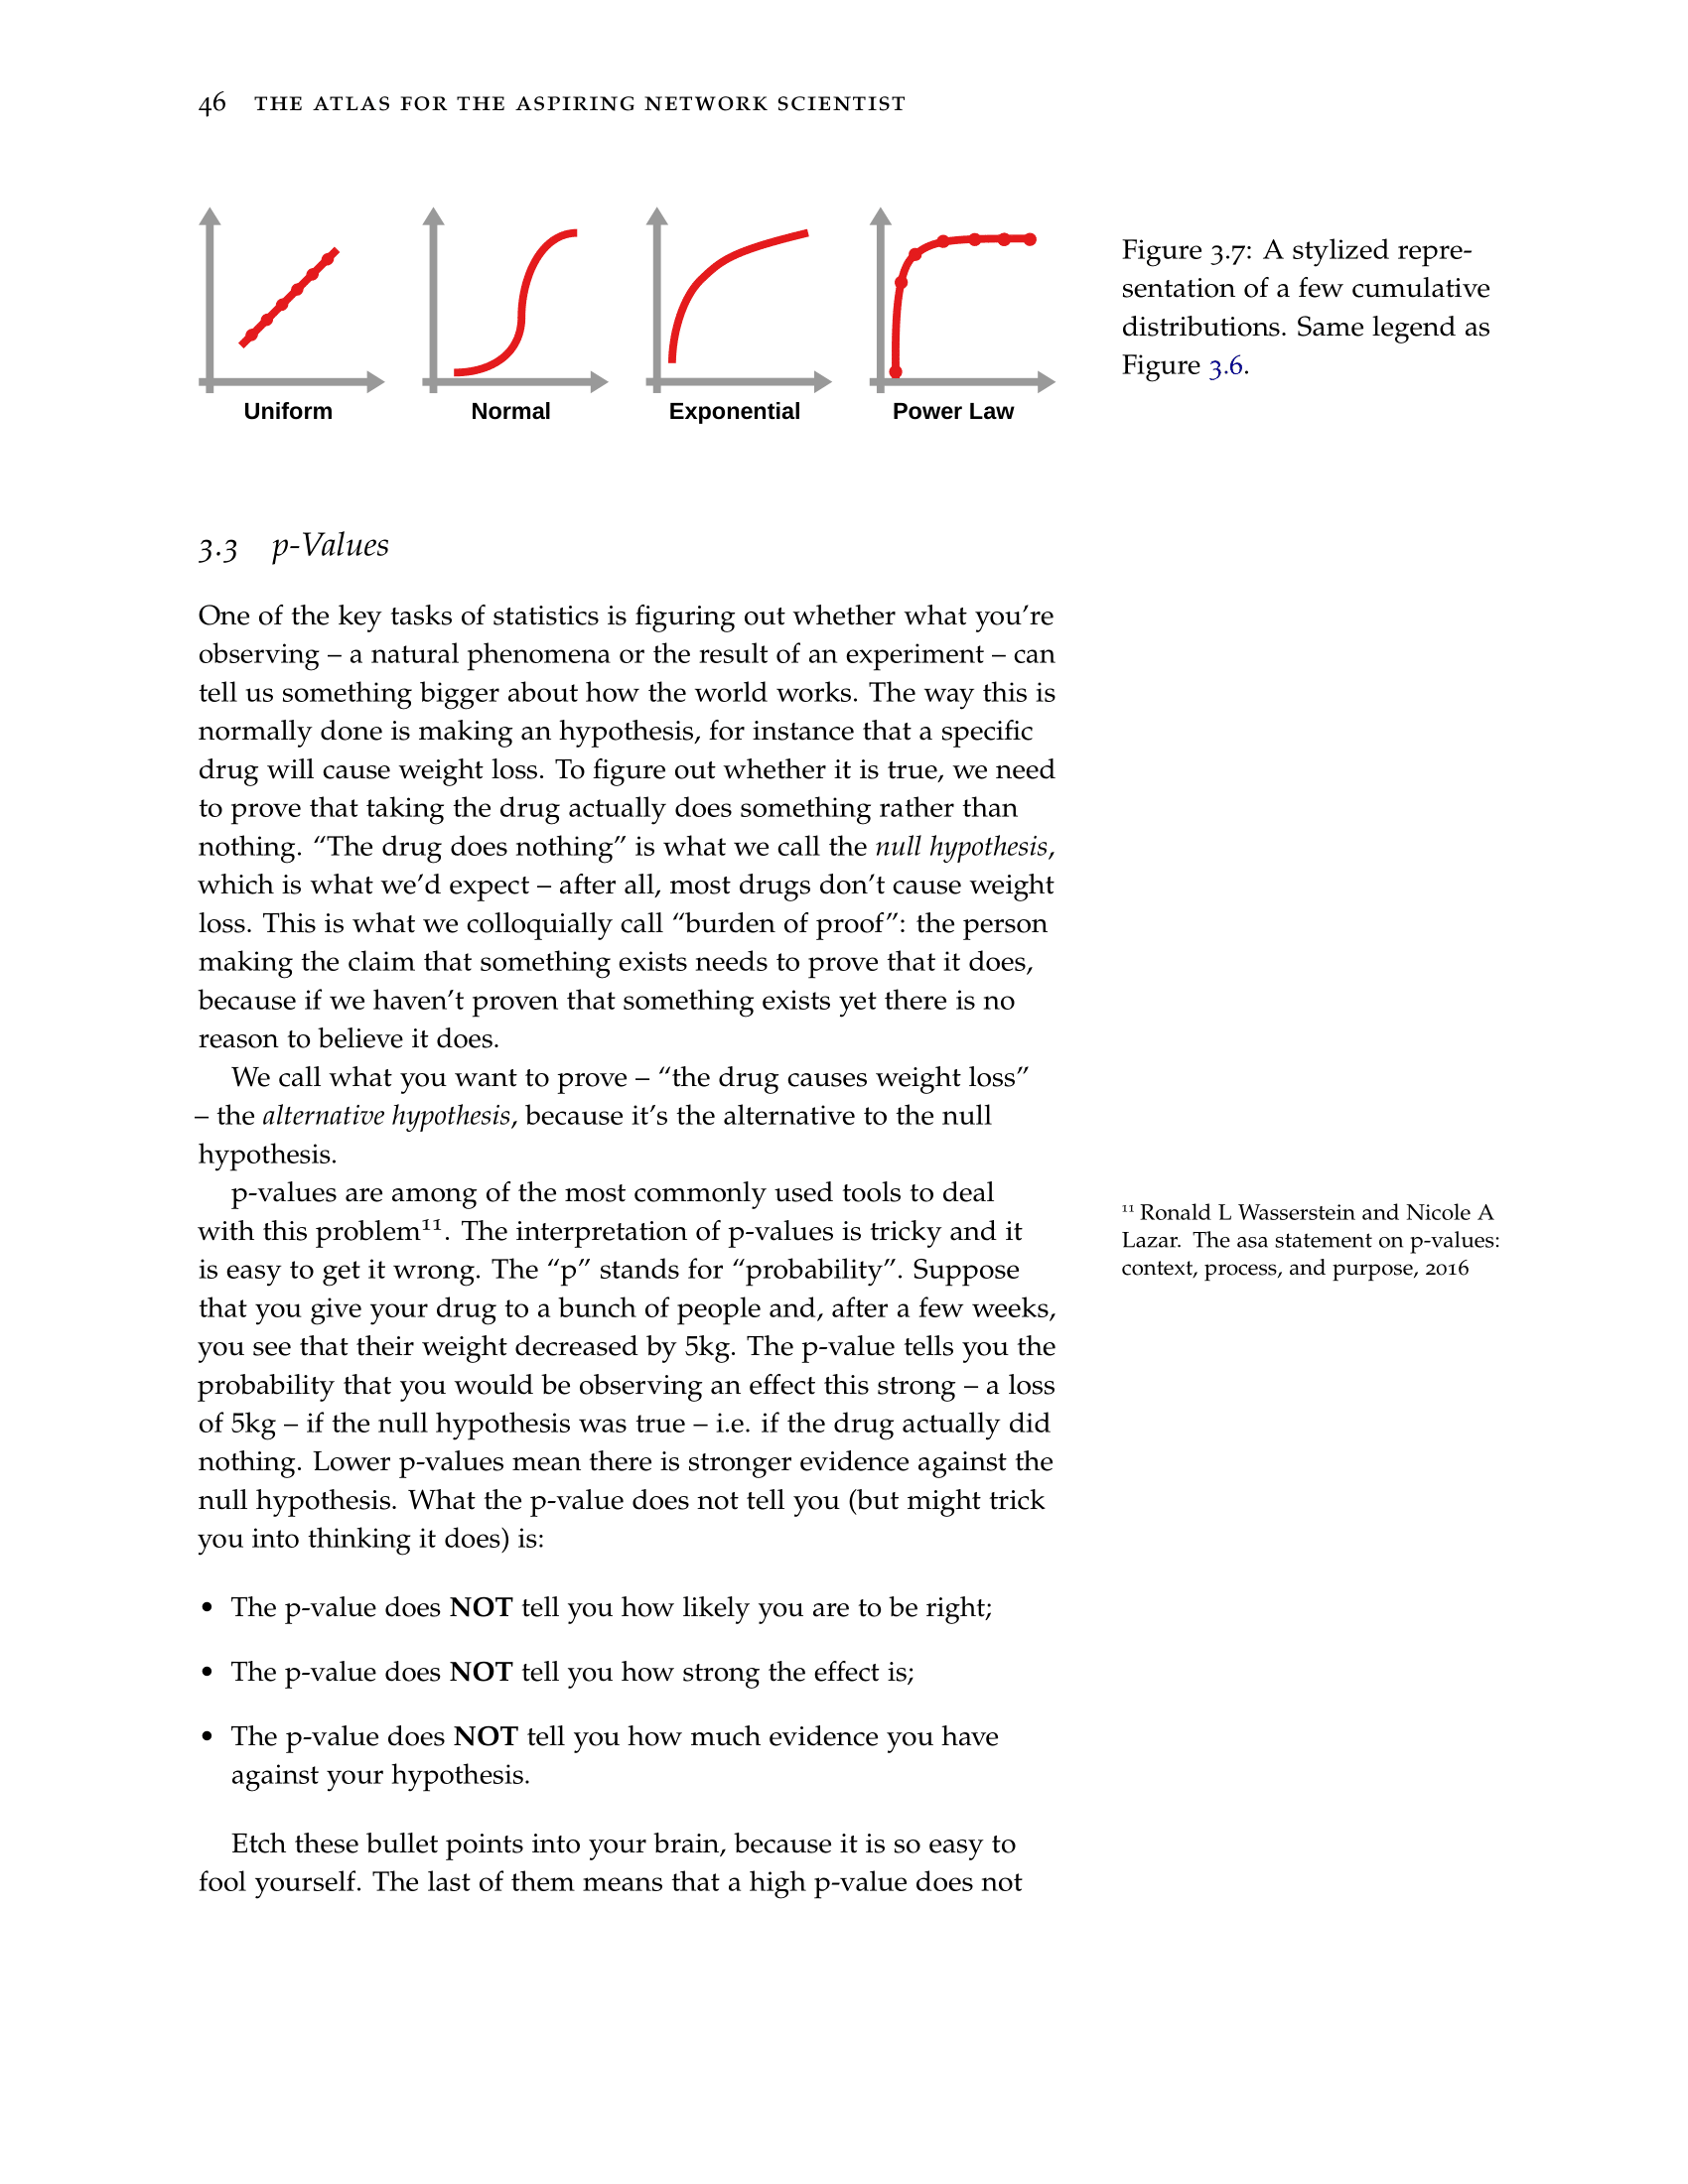 46 THE ATLAS FOR THE ASPIRING NETWORK SCIENTIST
Uniform
Normal
Exponential
Power Law
Figure 3.7: A stylized repre-
sentation of a few cumulative
distributions. Same legend as
Figure 3.6.
3.3 p-Values
One of the key tasks of statistics is figuring out whether what you’re
observing – a natural phenomena or the result of an experiment – can
tell us something bigger about how the world works. The way this is
normally done is making an hypothesis, for instance that a specific
drug will cause weight loss. To figure out whether it is true, we need
to prove that taking the drug actually does something rather than
nothing. “The drug does nothing” is what we call the null hypothesis,
which is what we’d expect – after all, most drugs don’t cause weight
loss. This is what we colloquially call “burden of proof”: the person
making the claim that something exists needs to prove that it does,
because if we haven’t proven that something exists yet there is no
reason to believe it does.
We call what you want to prove – “the drug causes weight loss”
– the alternative hypothesis, because it’s the alternative to the null
hypothesis.
p-values are among of the most commonly used tools to deal
with this problem¹¹. The interpretation of p-values is tricky and it
is easy to get it wrong. The “p” stands for “probability”. Suppose
that you give your drug to a bunch of people and, after a few weeks,
you see that their weight decreased by 5kg. The p-value tells you the
probability that you would be observing an effect this strong – a loss
of 5kg – if the null hypothesis was true – i.e. if the drug actually did
nothing. Lower p-values mean there is stronger evidence against the
null hypothesis. What the p-value does not tell you (but might trick
you into thinking it does) is:
• The p-value does NOT tell you how likely you are to be right;
• The p-value does NOT tell you how strong the effect is;
• The p-value does NOT tell you how much evidence you have
against your hypothesis.
Etch these bullet points into your brain, because it is so easy to
fool yourself. The last of them means that a high p-value does not
¹¹ Ronald L Wasserstein and Nicole A
Lazar. The asa statement on p-values:
context, process, and purpose, 2016